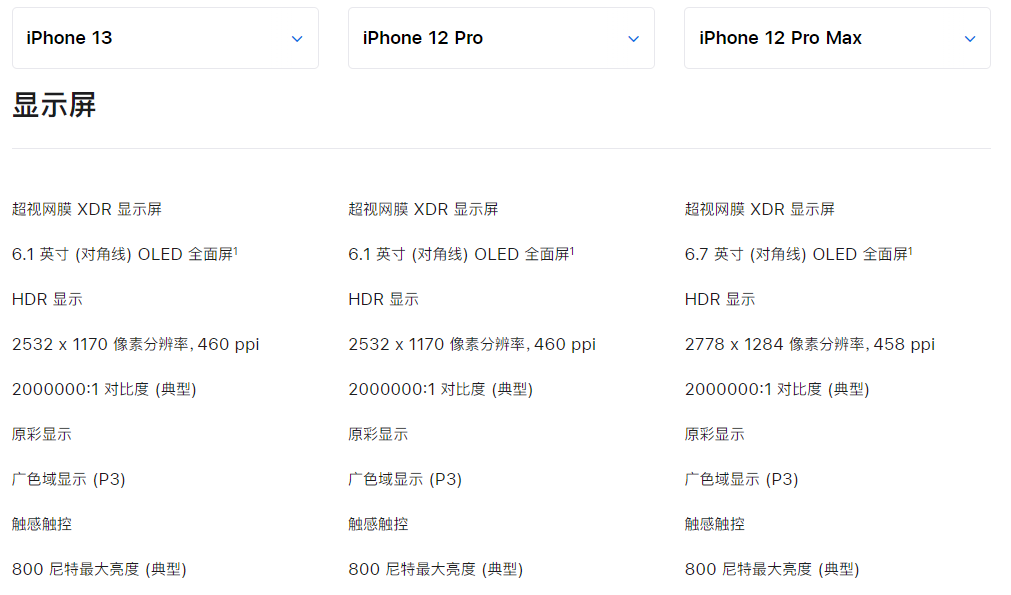 iPhone 13 iPhone 12 Pro iPhone 12 Pro Max
显示屏
超视网膜 XDR 显示屏 超视网膜 XDR 显示屏 超视网膜 XDR 显示屏
6.1 英寸 (对角线) OLED 全面屏¹ 6.1 英寸 (对角线) OLED 全面屏¹ 6.7 英寸 (对角线) OLED 全面屏¹
HDR 显示 HDR 显示 HDR 显示
2532 x 1170 像素分辨率, 460 ppi 2532 x 1170 像素分辨率, 460 ppi 2778 x 1284 像素分辨率, 458 ppi
2000000:1 对比度 (典型) 2000000:1 对比度 (典型) 2000000:1 对比度 (典型)
原彩显示 原彩显示 原彩显示
广色域显示 (P3) 广色域显示 (P3) 广色域显示 (P3)
触感触控 触感触控 触感触控
800 尼特最大亮度 (典型) 800 尼特最大亮度 (典型) 800 尼特最大亮度 (典型)